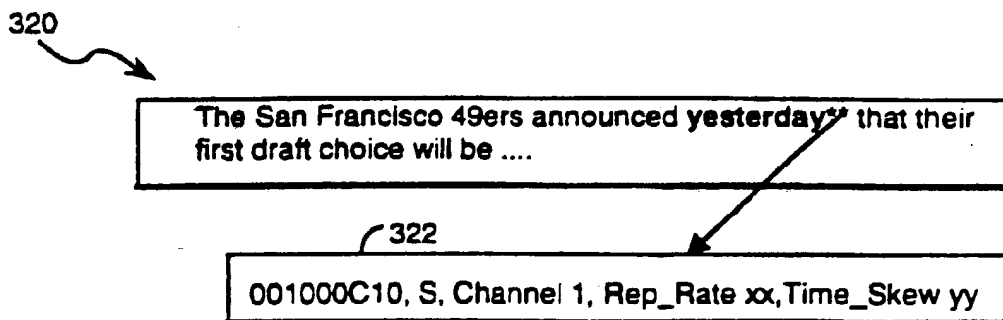 320
The San Francisco 49ers announced yesterday** that their
first draft choice will be ....
322
001000C10, S, Channel 1, Rep_Rate xx,Time_Skew yy